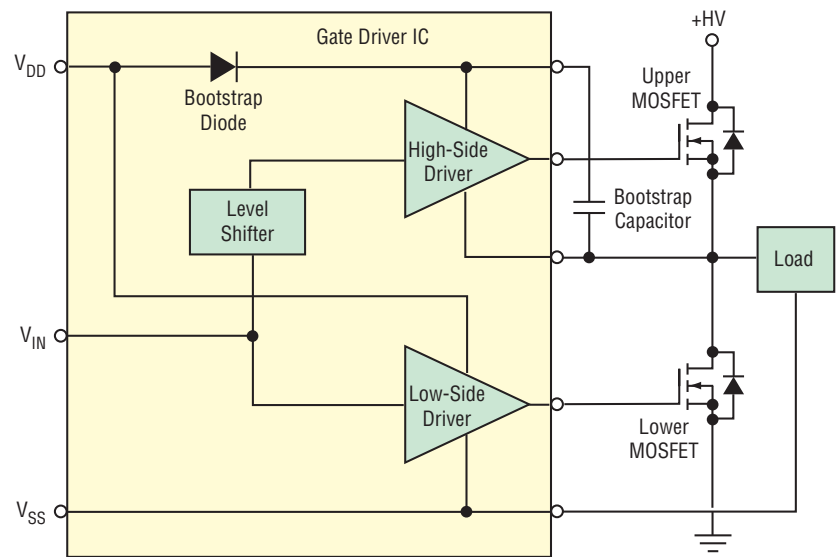 Gate Driver IC
+HV
V_DD
Bootstrap
Diode
Upper
MOSFET
High-Side
Driver
Level
Shifter
Bootstrap
Capacitor
Load
V_IN
Low-Side
Driver
Lower
MOSFET
V_SS